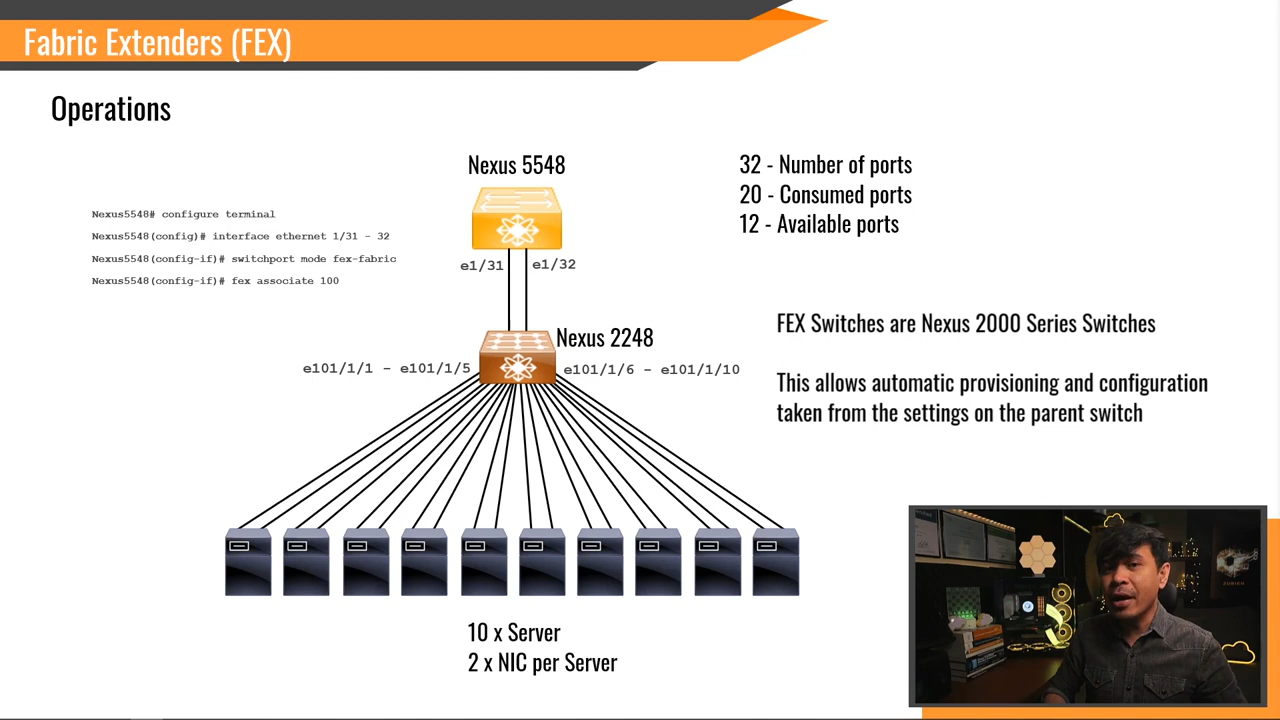 Fabric Extenders (FEX)
Operations
Nexus 5548
32 - Number of ports
20 - Consumed ports
12 - Available ports
Nexus5548# configure terminal
Nexus5548(config)# interface ethernet 1/31 - 32
Nexus5548(config-if)# switchport mode fex-fabric
Nexus5548(config-if)# fex associate 100
e1/31
e1/32
FEX Switches are Nexus 2000 Series Switches
Nexus 2248
e101/1/1 - e101/1/5
e101/1/6 - e101/1/10
This allows automatic provisioning and configuration
taken from the settings on the parent switch
10 x Server
2 x NIC per Server
ZURICH